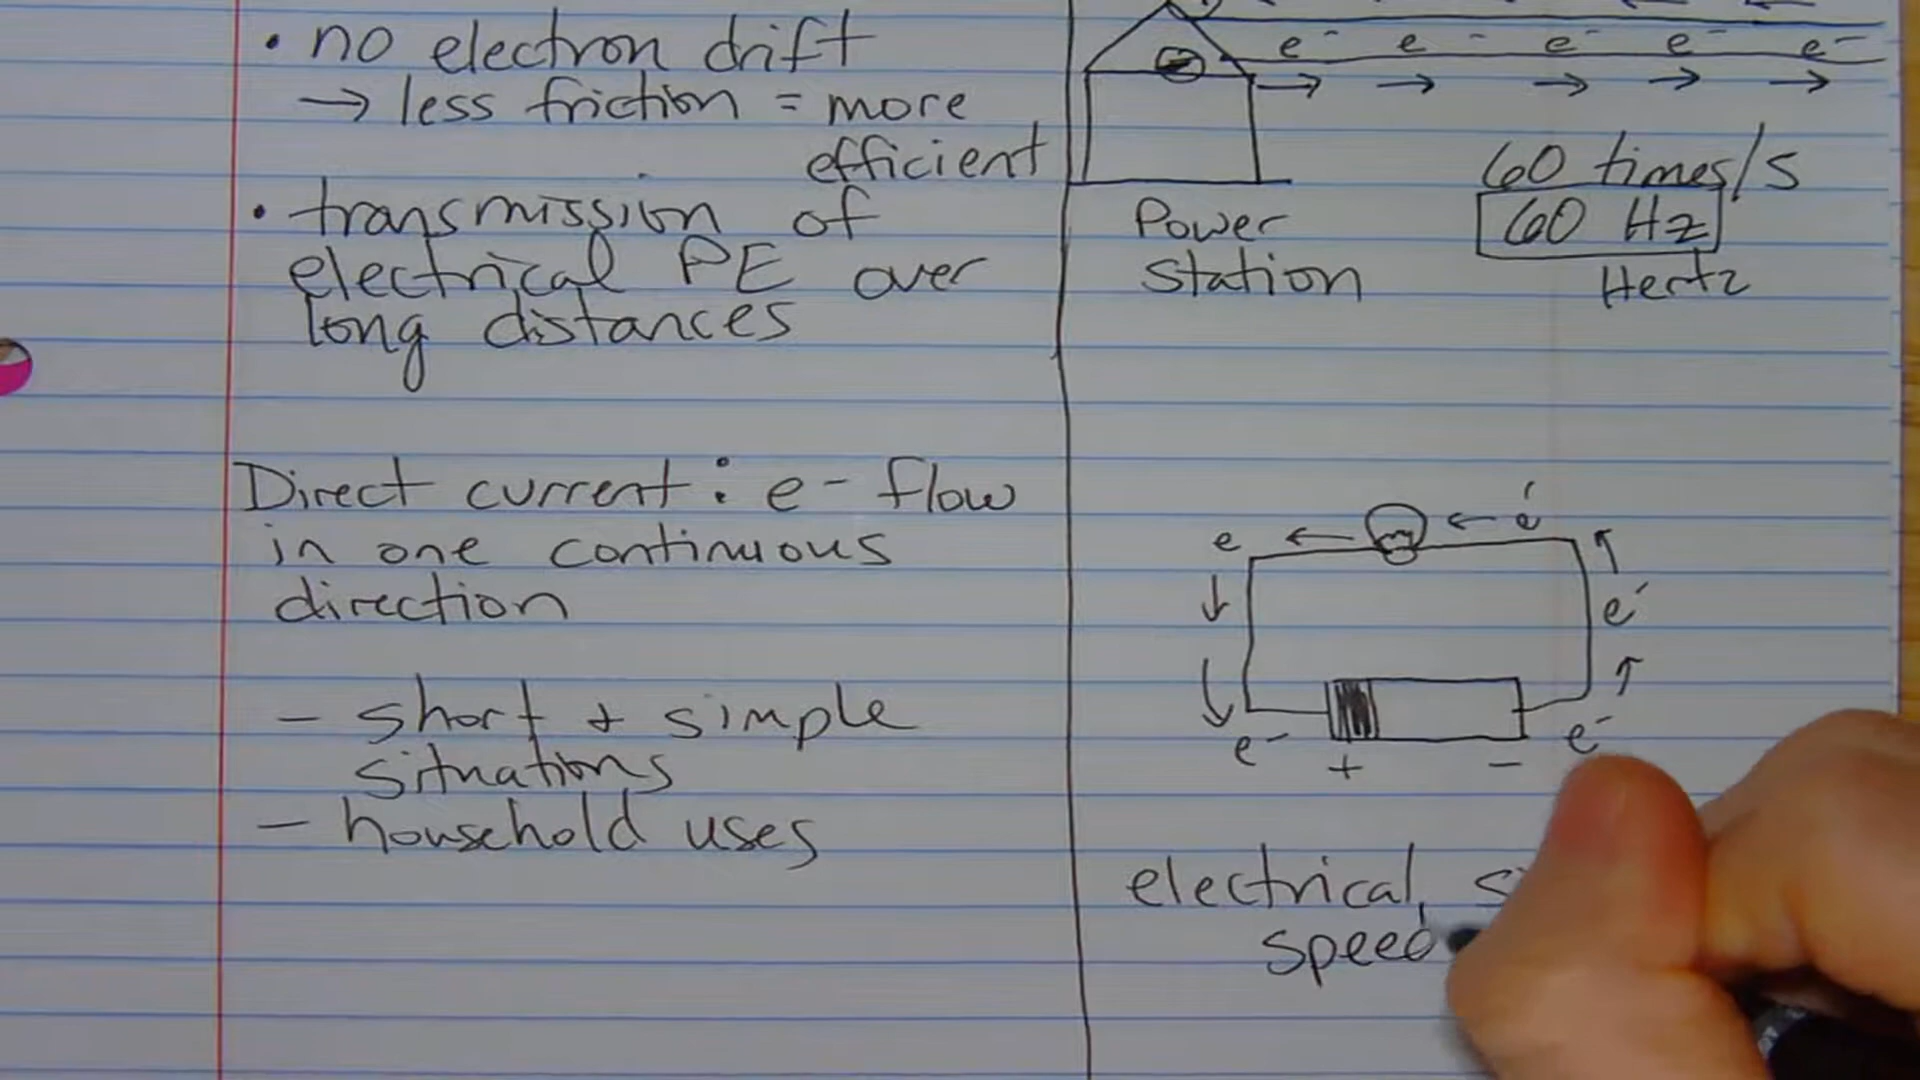 • no electron drift
→ less friction = more
efficient
• transmission of
electrical PE over
long distances
Direct current : e- flow
in one continuous
direction
- short + simple
situations
- household uses
e- e- e- e- e-
→ → → → →
60 times/s
60 Hz
Hertz
Power
Station
e ← ← e-
↓ ↑
e-
↓ ↑
e- e-
+ -
electrical,
speed